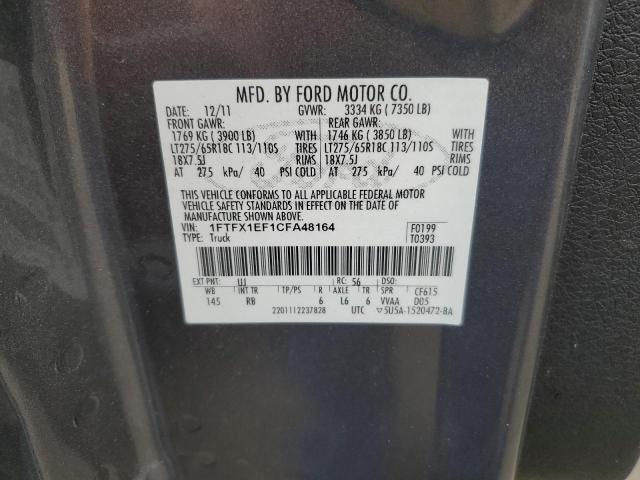 MFD. BY FORD MOTOR CO.
DATE: 12/11 GVWR: 3334 KG ( 7350 LB)
FRONT GAWR: REAR GAWR:
1769 KG ( 3900 LB) WITH 1746 KG ( 3850 LB) WITH
LT275/65R18C 113/110S TIRES LT275/65R18C 113/110S TIRES
18X7.5J RIMS 18X7.5J RIMS
AT 275 kPa/ 40 PSI COLD AT 275 kPa/ 40 PSI COLD
THIS VEHICLE CONFORMS TO ALL APPLICABLE FEDERAL MOTOR
VEHICLE SAFETY STANDARDS IN EFFECT ON THE DATE OF
MANUFACTURE SHOWN ABOVE.
VIN: 1FTFX1EF1CFA48164 F0199
TYPE: Truck T0393
EXT PNT: UJ RC: 56 DSO: CF615
WB INT TR TP/PS R AXLE TR SPR
145 RB 6 L6 6 VVAA D05
2201112237828 UTC ▽5U5A-1520472-BA